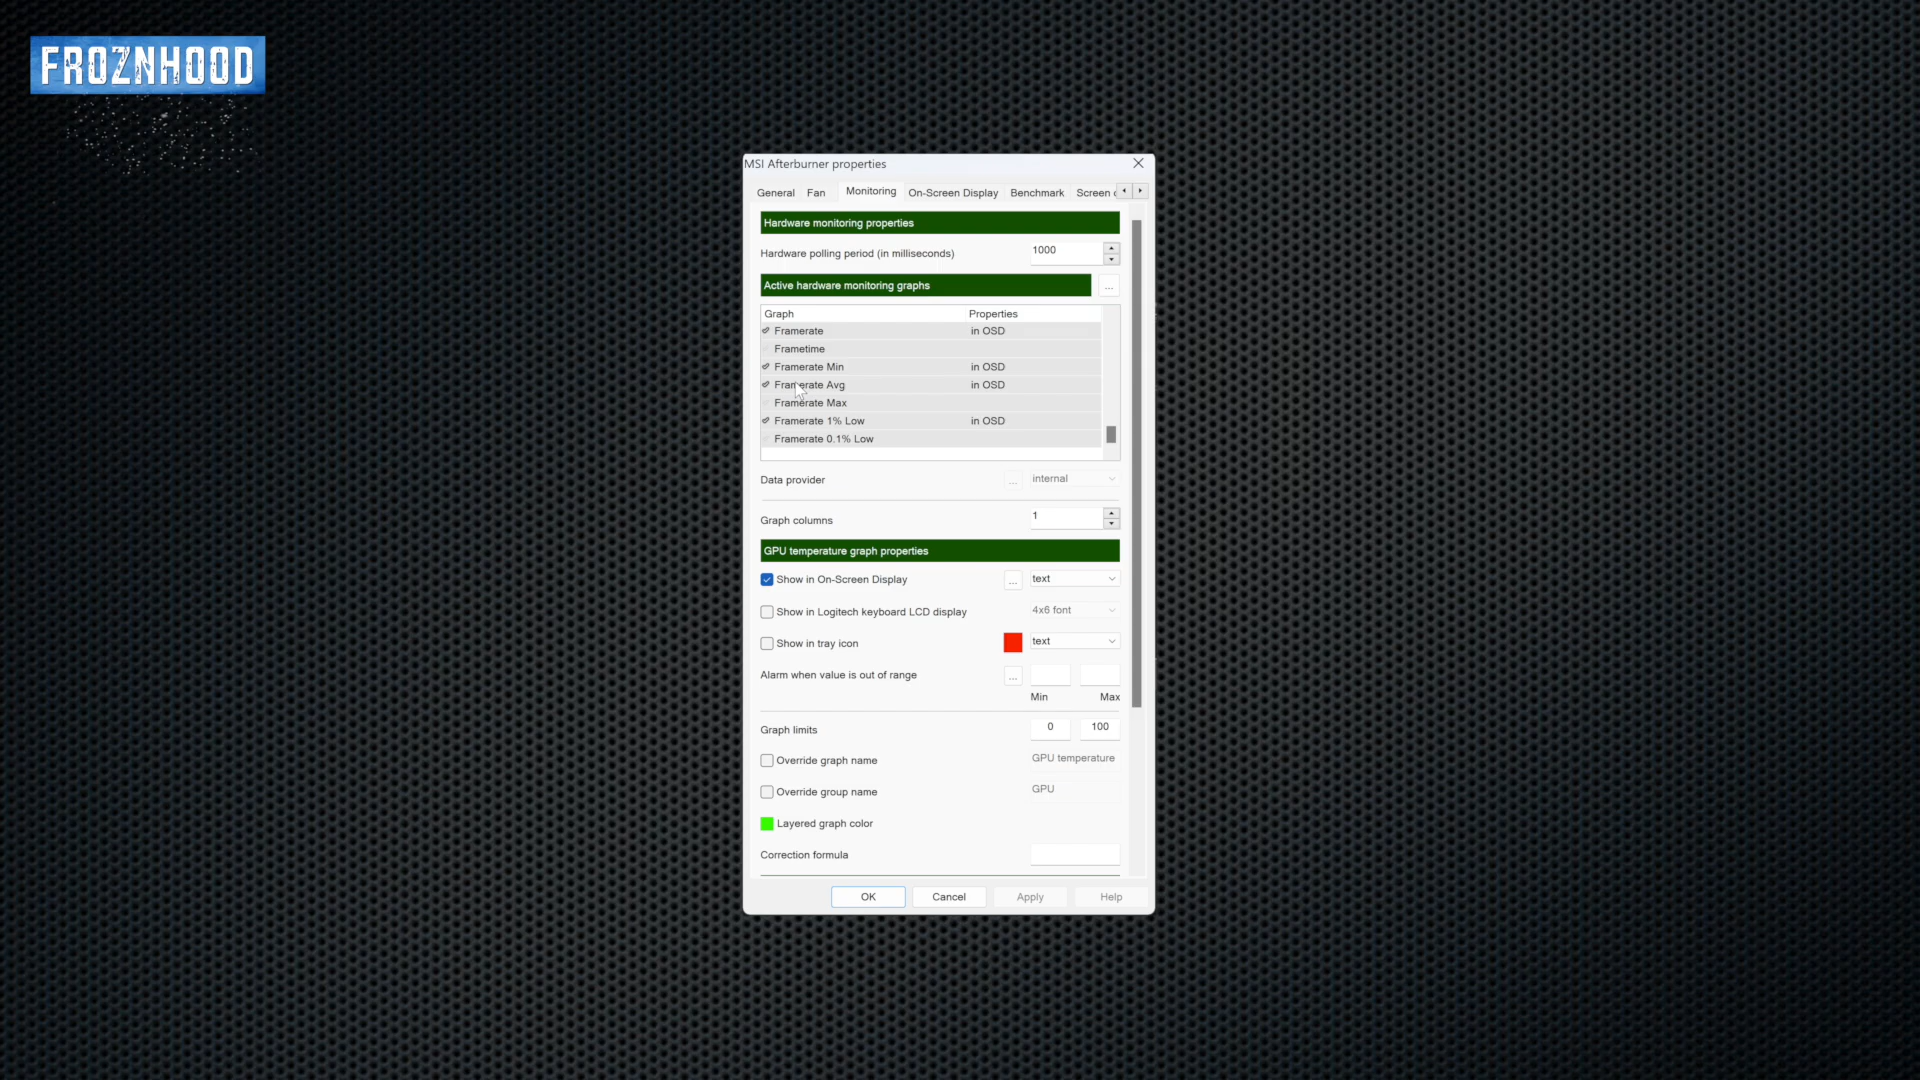 FROZNHOOD
MSI Afterburner properties
General Fan Monitoring On-Screen Display Benchmark Screen
Hardware monitoring properties
Hardware polling period (in milliseconds) 1000
Active hardware monitoring graphs ...
Graph Properties
Framerate in OSD
Frametime
Framerate Min in OSD
Framerate Avg in OSD
Framerate Max
Framerate 1% Low in OSD
Framerate 0.1% Low
Data provider ... internal
Graph columns 1
GPU temperature graph properties
Show in On-Screen Display ... text
Show in Logitech keyboard LCD display 4x6 font
Show in tray icon text
Alarm when value is out of range ...
Min Max
Graph limits 0 100
Override graph name GPU temperature
Override group name GPU
Layered graph color
Correction formula
OK Cancel Apply Help